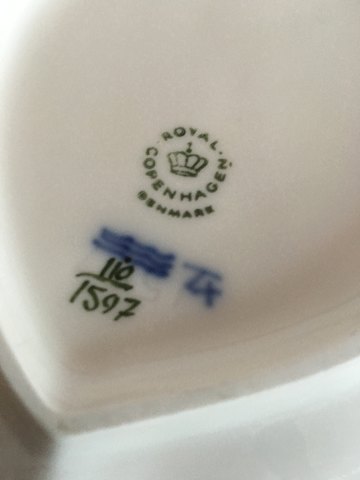 ROYAL
COPENHAGEN
DENMARK
110
1597